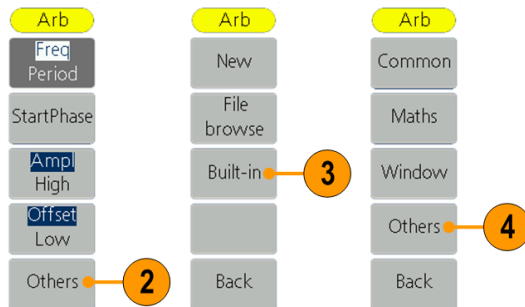 Arb
Freq
Period
StartPhase
Ampl
High
Offset
Low
Others
2
Arb
New
File
browse
Built-in
3
Back
Arb
Common
Maths
Window
Others
4
Back